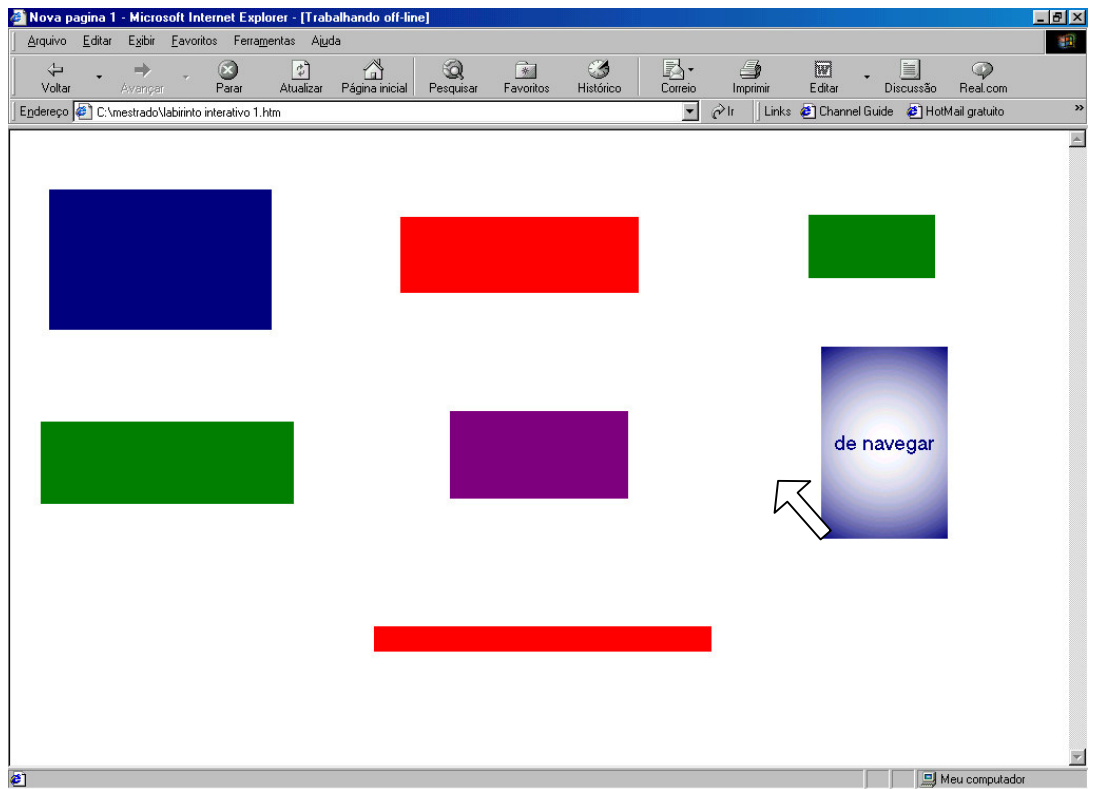 Nova pagina 1 - Microsoft Internet Explorer - [Trabalhando off-line]
Arquivo Editar Exibir Favoritos Ferramentas Ajuda
Voltar Avançar Parar Atualizar Página inicial Pesquisar Favoritos Histórico Correio Imprimir Editar Discussão Real.com
Endereço C:\mestrado\labirinto interativo 1.htm Ir Links Channel Guide HotMail gratuito »
de navegar
Meu computador